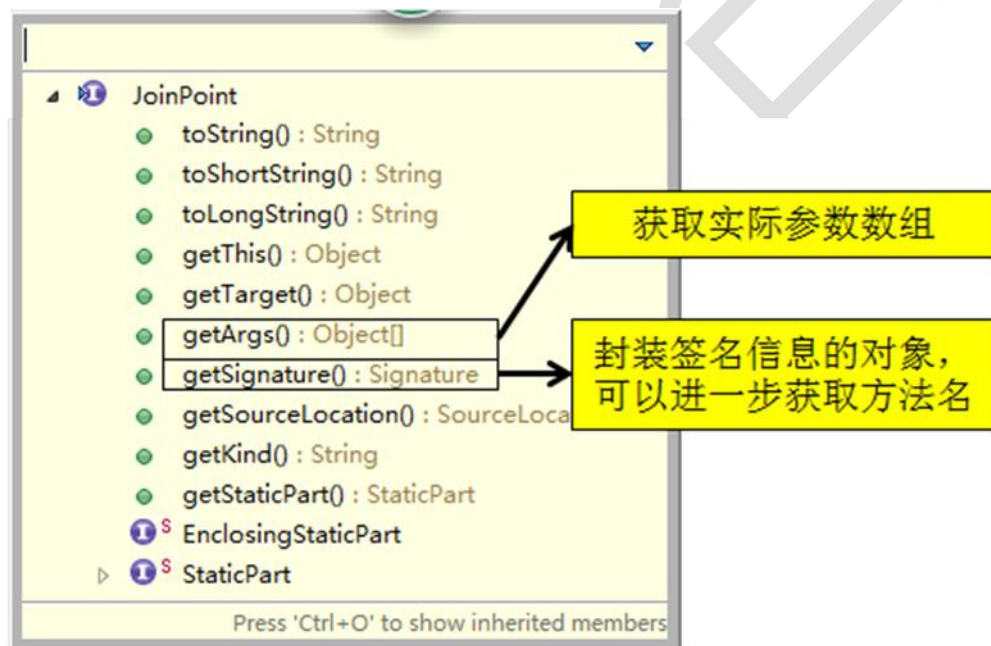 JoinPoint
toString() : String
toShortString() : String
toLongString() : String
getThis() : Object
getTarget() : Object
getArgs() : Object[]
getSignature() : Signature
getSourceLocation() : SourceLoca
getKind() : String
getStaticPart() : StaticPart
S EnclosingStaticPart
S StaticPart
Press 'Ctrl+O' to show inherited members
获取实际参数数组
封装签名信息的对象，
可以进一步获取方法名